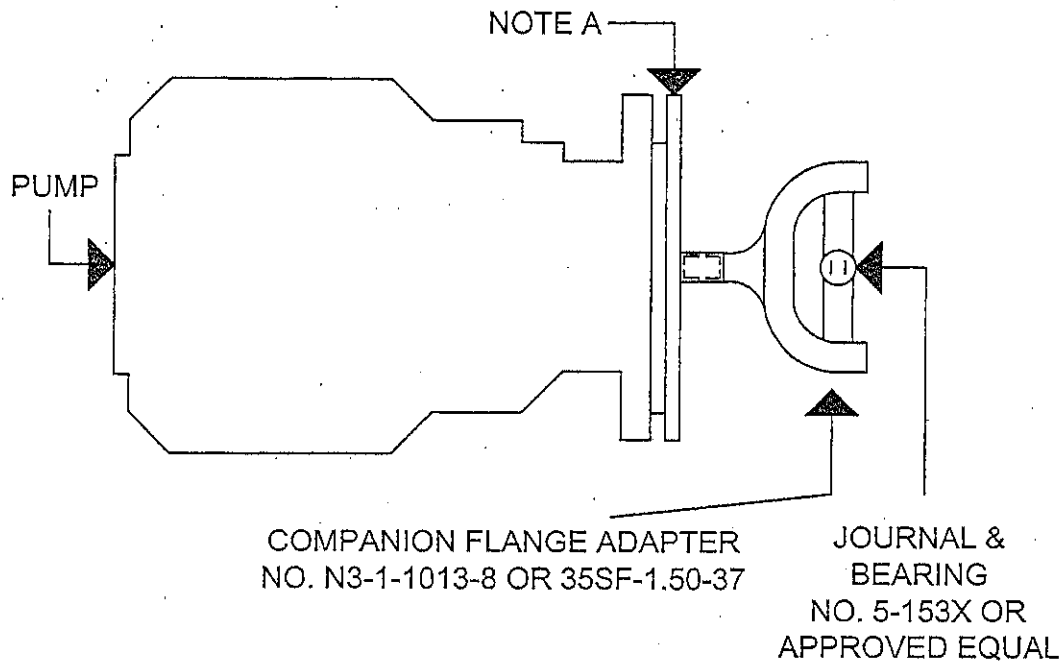 NOTE A
PUMP
COMPANION FLANGE ADAPTER
NO. N3-1-1013-8 OR 35SF-1.50-37
JOURNAL &
BEARING
NO. 5-153X OR
APPROVED EQUAL